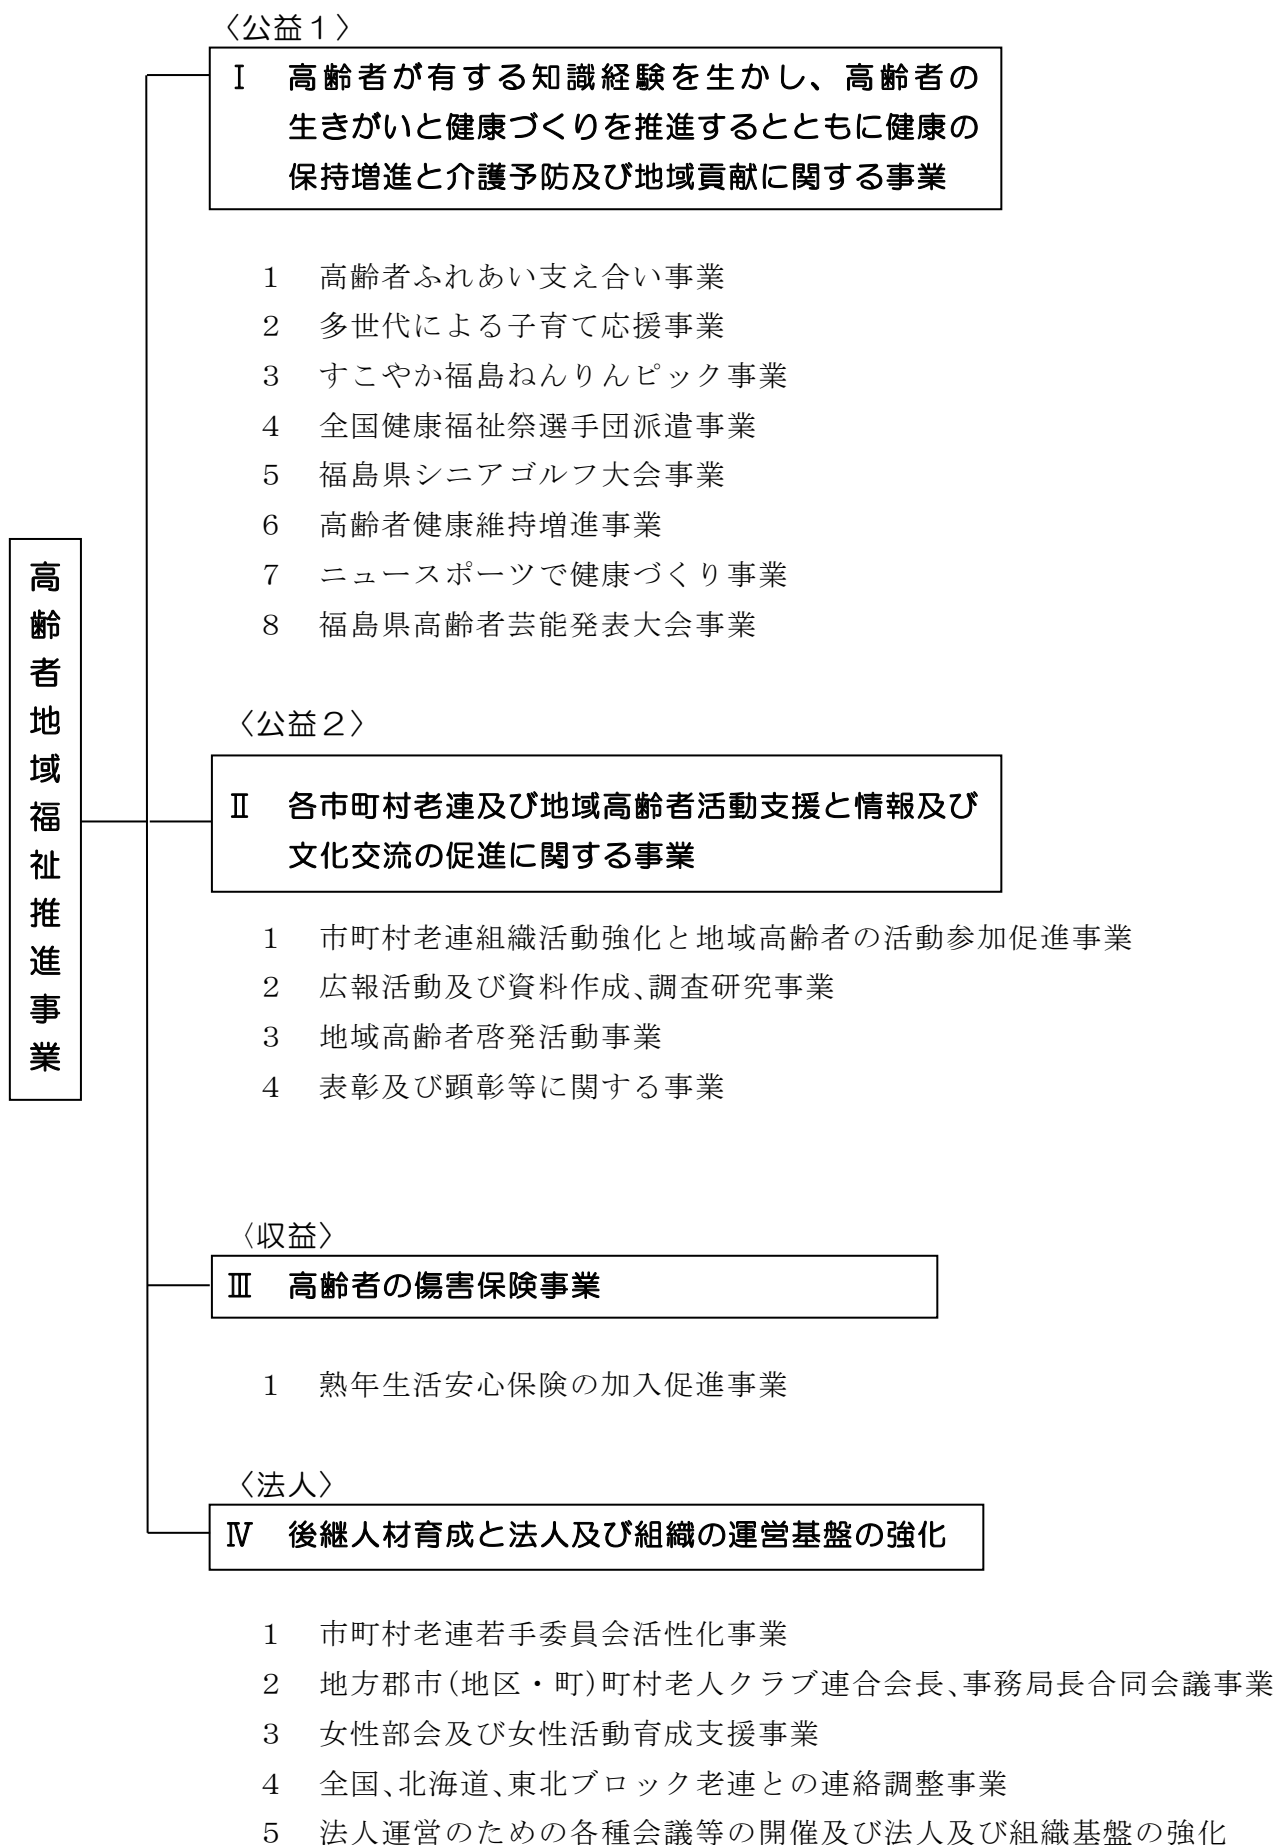 〈公益１〉
Ⅰ　高齢者が有する知識経験を生かし、高齢者の
生きがいと健康づくりを推進するとともに健康の
保持増進と介護予防及び地域貢献に関する事業
1　高齢者ふれあい支え合い事業
2　多世代による子育て応援事業
3　すこやか福島ねんりんピック事業
4　全国健康福祉祭選手団派遣事業
5　福島県シニアゴルフ大会事業
6　高齢者健康維持増進事業
7　ニュースポーツで健康づくり事業
8　福島県高齢者芸能発表大会事業
高齢者地域福祉推進事業
〈公益２〉
Ⅱ　各市町村老連及び地域高齢者活動支援と情報及び
文化交流の促進に関する事業
1　市町村老連組織活動強化と地域高齢者の活動参加促進事業
2　広報活動及び資料作成、調査研究事業
3　地域高齢者啓発活動事業
4　表彰及び顕彰等に関する事業
〈収益〉
Ⅲ　高齢者の傷害保険事業
1　熟年生活安心保険の加入促進事業
〈法人〉
Ⅳ　後継人材育成と法人及び組織の運営基盤の強化
1　市町村老連若手委員会活性化事業
2　地方郡市(地区・町)町村老人クラブ連合会長、事務局長合同会議事業
3　女性部会及び女性活動育成支援事業
4　全国、北海道、東北ブロック老連との連絡調整事業
5　法人運営のための各種会議等の開催及び法人及び組織基盤の強化